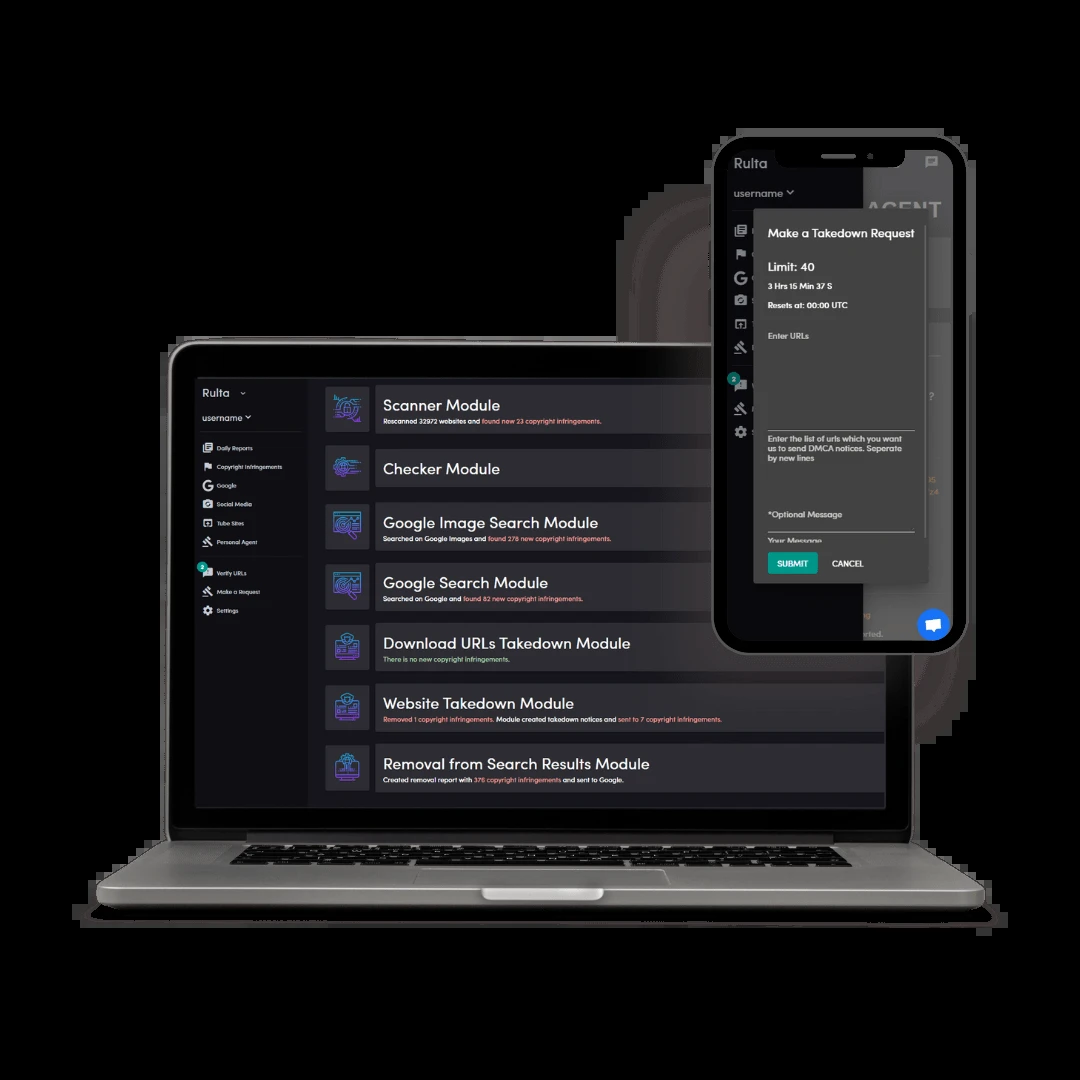 Rulta
username
Daily Reports
Copyright Infringements
Google
Social Media
Tube Sites
Personal Agent
2
Verify URLs
Make a Request
Settings
Scanner Module
Rescanned 32972 websites and found new 23 copyright infringements.
Checker Module
Google Image Search Module
Searched on Google Images and found 278 new copyright infringements.
Google Search Module
Searched on Google and found 82 new copyright infringements.
Download URLs Takedown Module
There is no new copyright infringements.
Website Takedown Module
Removed 1 copyright infringements. Module created takedown notices and sent to 7 copyright infringements.
Removal from Search Results Module
Created removal report with 376 copyright infringements and sent to Google.
Rulta
username
AGENT
2
Make a Takedown Request
Limit: 40
3 Hrs 15 Min 37 S
Resets at: 00:00 UTC
Enter URLs
Enter the list of urls which you want
us to send DMCA notices. Seperate
by new lines
*Optional Message
Your Message
SUBMIT CANCEL
?